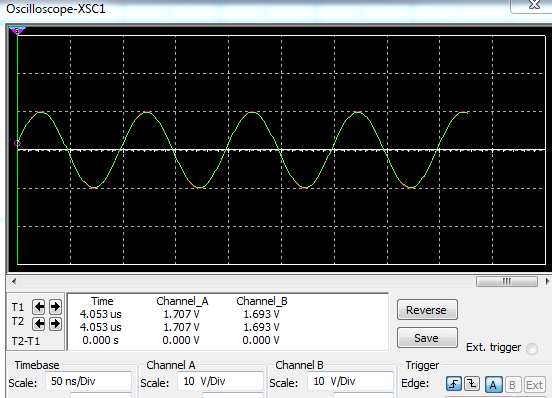 Oscilloscope-XSC1
Time Channel_A Channel_B
T1 4.053 us 1.707 V 1.693 V
T2 4.053 us 1.707 V 1.693 V
T2-T1 0.000 s 0.000 V 0.000 V
Reverse
Save
Ext. trigger
Timebase Channel A Channel B Trigger
Scale: 50 ns/Div Scale: 10 V/Div Scale: 10 V/Div Edge: A B Ext